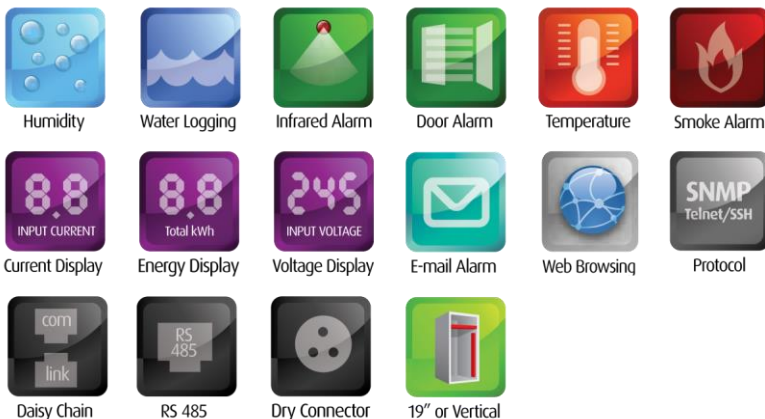 Humidity
Water Logging
Infrared Alarm
Door Alarm
Temperature
Smoke Alarm
8.8
INPUT CURRENT
8.8
Total kWh
245
INPUT VOLTAGE
SNMP
Telnet/SSH
Current Display
Energy Display
Voltage Display
E-mail Alarm
Web Browsing
Protocol
com
link
RS
485
Daisy Chain
RS 485
Dry Connector
19” or Vertical